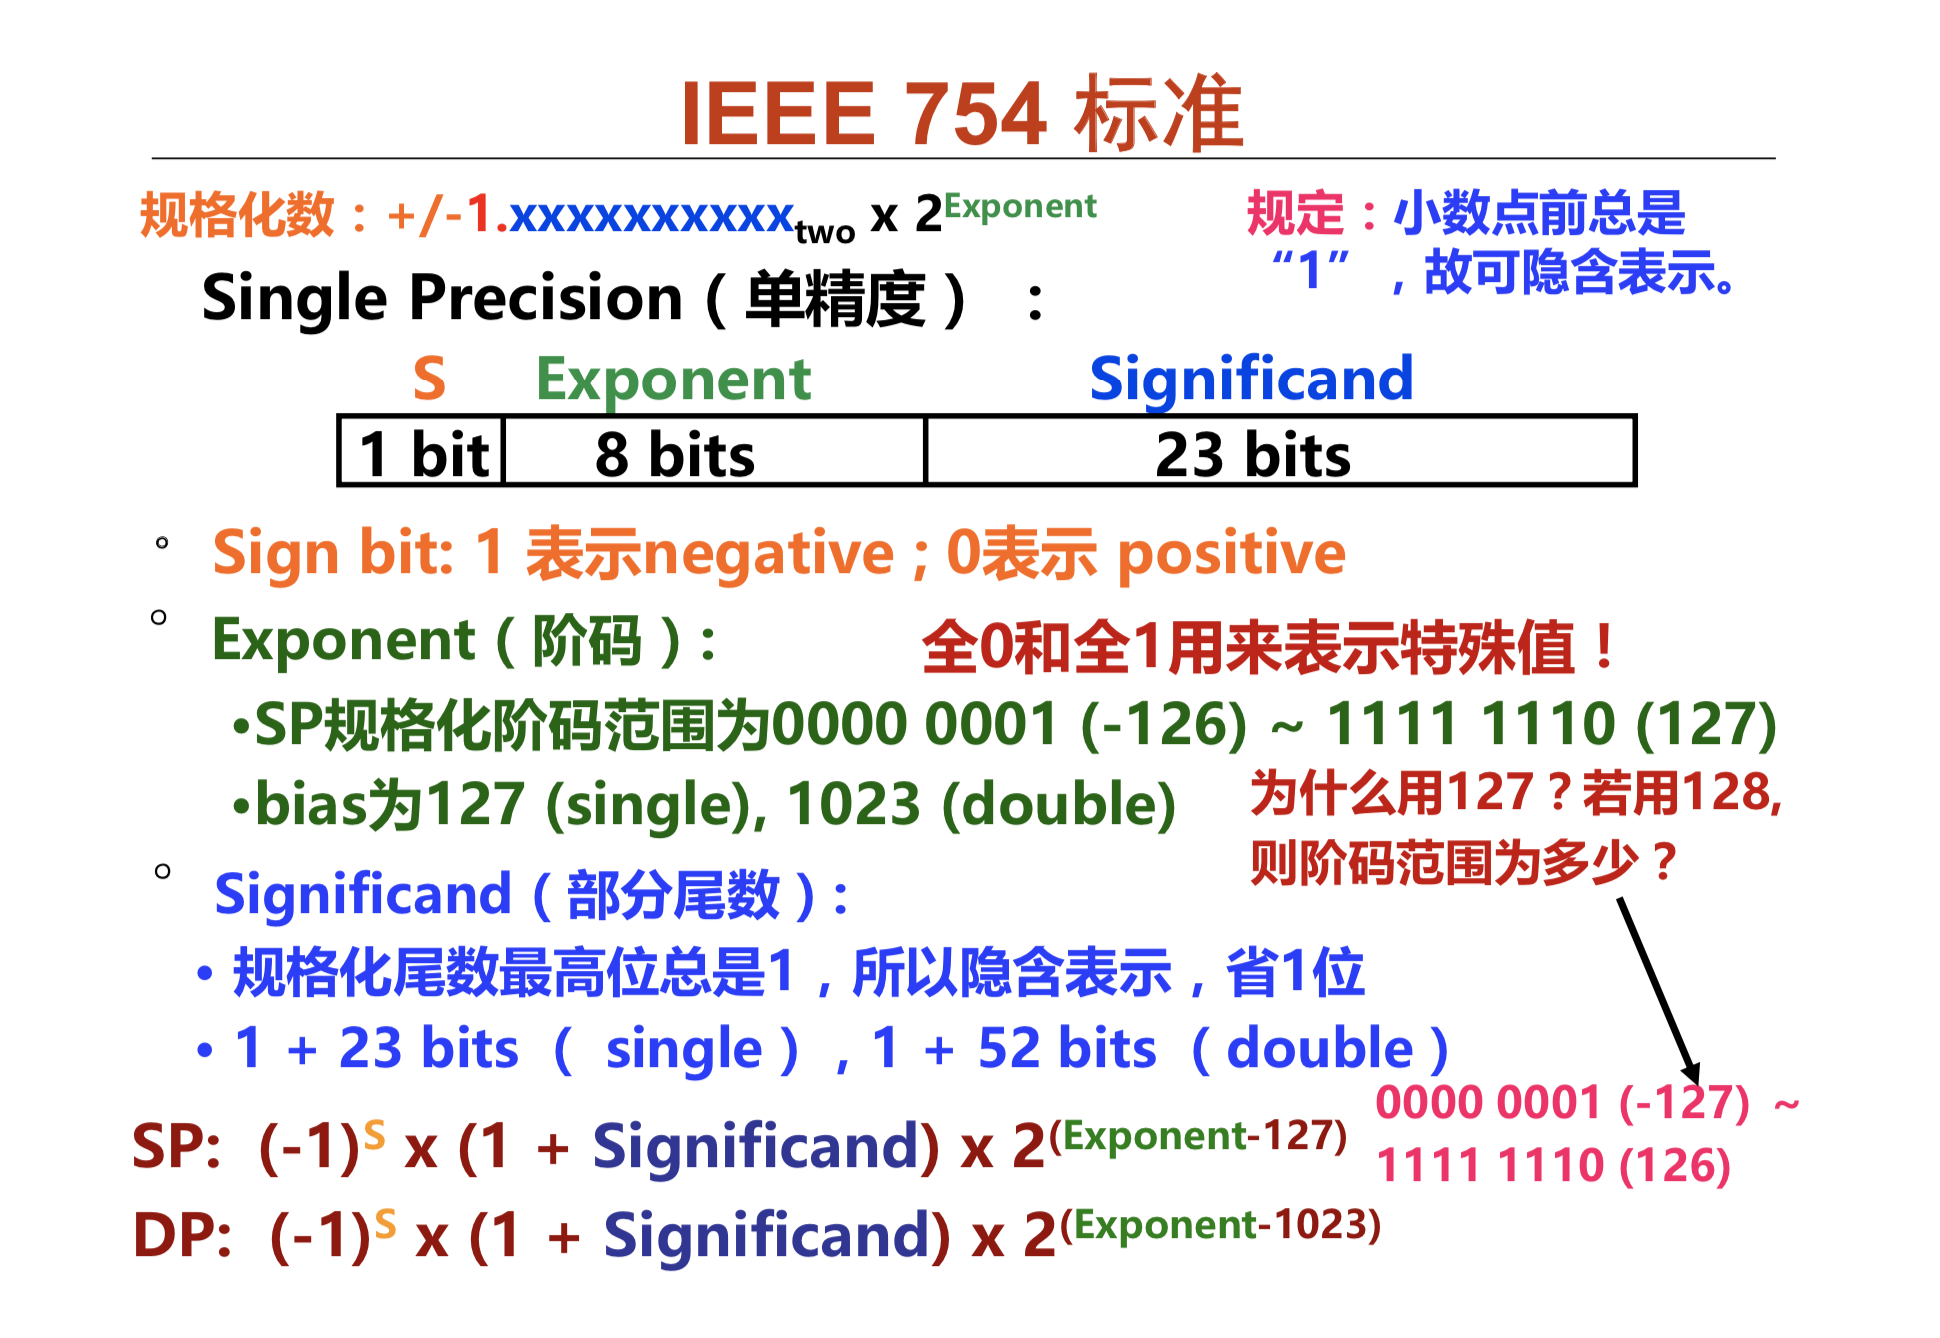 IEEE 754 标准
规格化数：+/-1.xxxxxxxxxxtwo x 2Exponent
规定：小数点前总是
“1”，故可隐含表示。
Single Precision（单精度）：
S Exponent Significand
1 bit 8 bits 23 bits
° Sign bit: 1 表示negative；0表示 positive
° Exponent（阶码）：
全0和全1用来表示特殊值！
•SP规格化阶码范围为0000 0001 (-126) ~ 1111 1110 (127)
•bias为127 (single), 1023 (double)
为什么用127？若用128,
则阶码范围为多少？
° Significand（部分尾数）：
• 规格化尾数最高位总是1，所以隐含表示，省1位
• 1 + 23 bits （ single），1 + 52 bits （double）
0000 0001 (-127) ~
1111 1110 (126)
SP: (-1)S x (1 + Significand) x 2(Exponent-127)
DP: (-1)S x (1 + Significand) x 2(Exponent-1023)